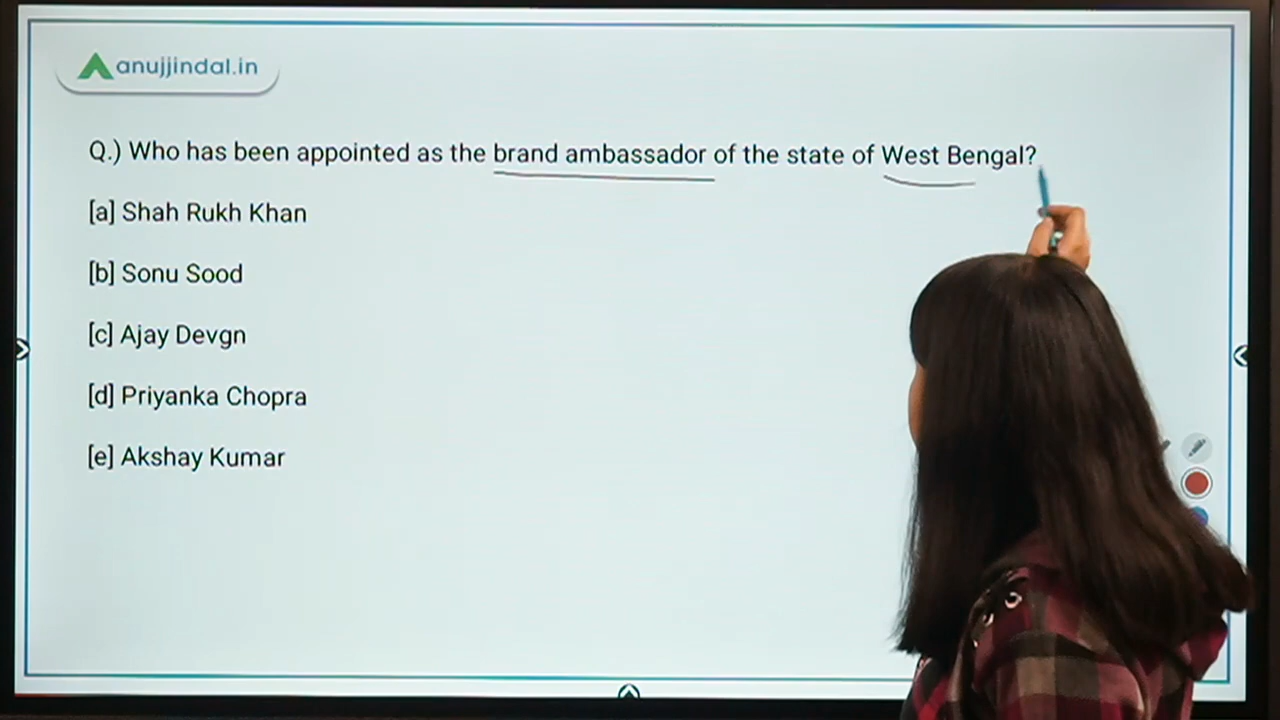 anujjindal.in
Q.) Who has been appointed as the brand ambassador of the state of West Bengal?
[a] Shah Rukh Khan
[b] Sonu Sood
[c] Ajay Devgn
[d] Priyanka Chopra
[e] Akshay Kumar